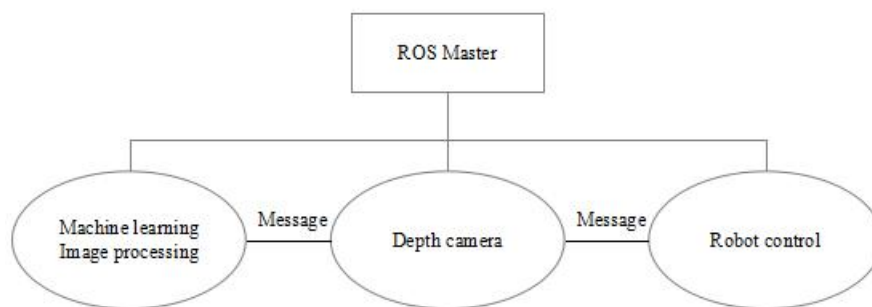 ROS Master
Machine learning
Image processing
Message
Depth camera
Message
Robot control